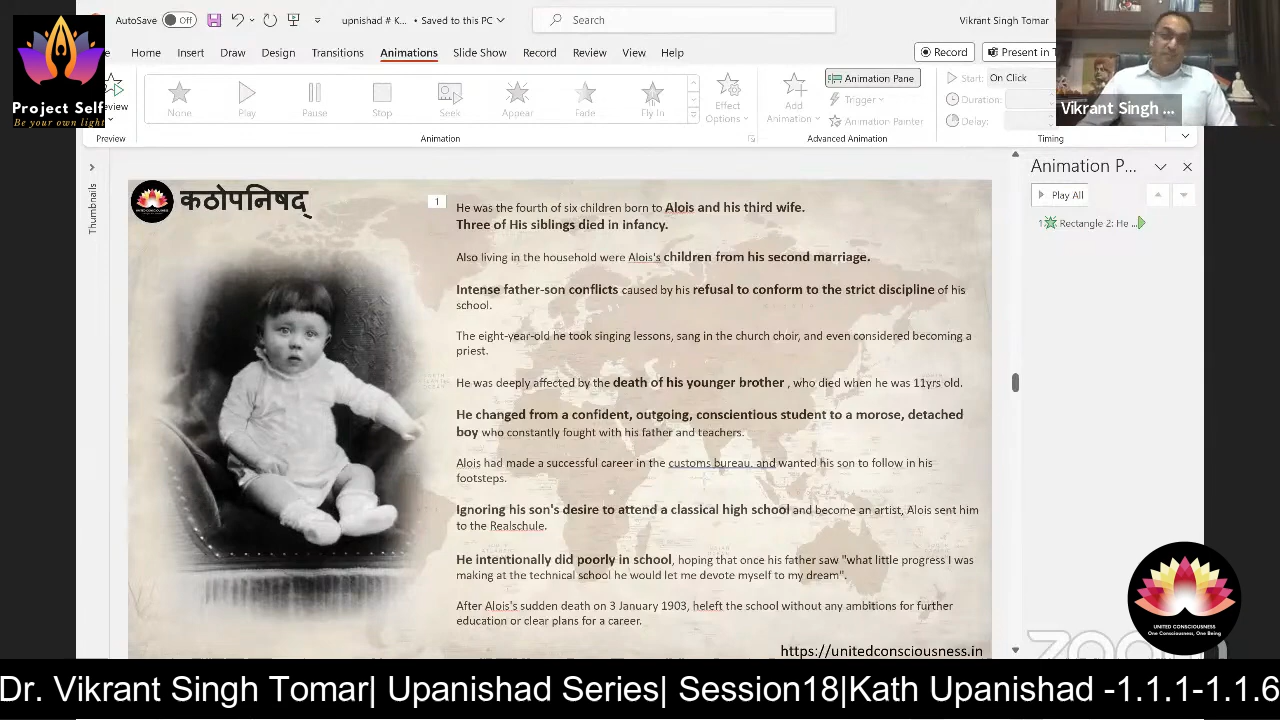 AutoSave Off upnishad # K... • Saved to this PC Search Vikrant Singh Tomar
Home Insert Draw Design Transitions Animations Slide Show Record Review View Help Record Present in T
None Play Pause Stop Seek Appear Fade Fly In Effect Options Add Animation Animation Pane Trigger Animation Painter Start: On Click Duration: Delay:
Preview Animation Advanced Animation Timing
Project Self
Be your own light
Vikrant Singh ...
Thumbnails
Animation P...
Play All
1 Rectangle 2: He ...
कठोपनिषद्
1
He was the fourth of six children born to Alois and his third wife.
Three of His siblings died in infancy.
Also living in the household were Alois's children from his second marriage.
Intense father-son conflicts caused by his refusal to conform to the strict discipline of his
school.
The eight-year-old he took singing lessons, sang in the church choir, and even considered becoming a
priest.
He was deeply affected by the death of his younger brother , who died when he was 11yrs old.
He changed from a confident, outgoing, conscientious student to a morose, detached
boy who constantly fought with his father and teachers.
Alois had made a successful career in the customs bureau, and wanted his son to follow in his
footsteps.
Ignoring his son's desire to attend a classical high school and become an artist, Alois sent him
to the Realschule.
He intentionally did poorly in school, hoping that once his father saw "what little progress I was
making at the technical school he would let me devote myself to my dream".
After Alois's sudden death on 3 January 1903, heleft the school without any ambitions for further
education or clear plans for a career.
https://unitedconsciousness.in
UNITED CONSCIOUSNESS
One Consciousness, One Being
zoom
Dr. Vikrant Singh Tomar| Upanishad Series| Session18|Kath Upanishad -1.1.1-1.1.6